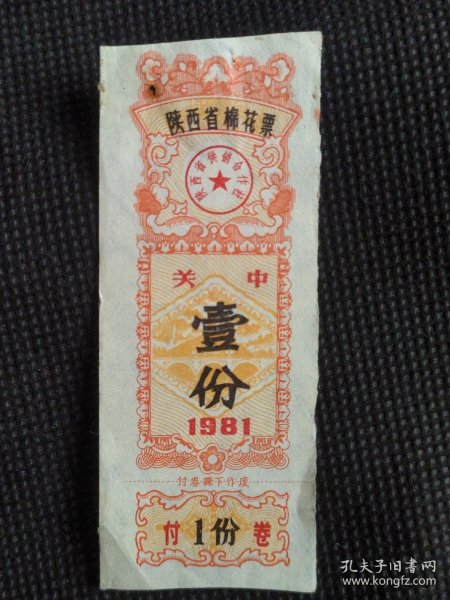 陕西省棉花票
陕西省供销合作社
关中
壹
份
1981
付券撕下作废
付1份卷
孔夫子旧书网
www.kongfz.com